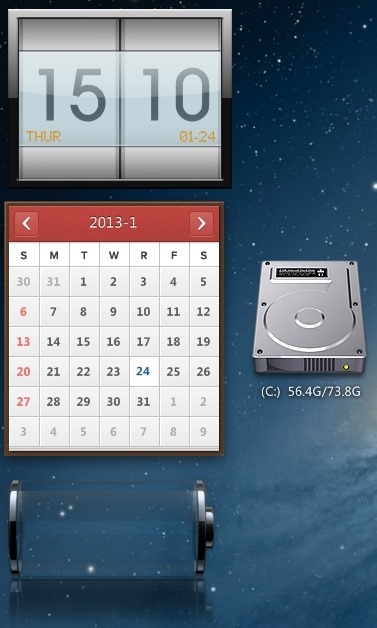 15 10
THUR 01-24
2013-1
S M T W R F S
30 31 1 2 3 4 5
6 7 8 9 10 11 12
13 14 15 16 17 18 19
20 21 22 23 24 25 26
27 28 29 30 31 1 2
3 4 5 6 7 8 9
(C:) 56.4G/73.8G